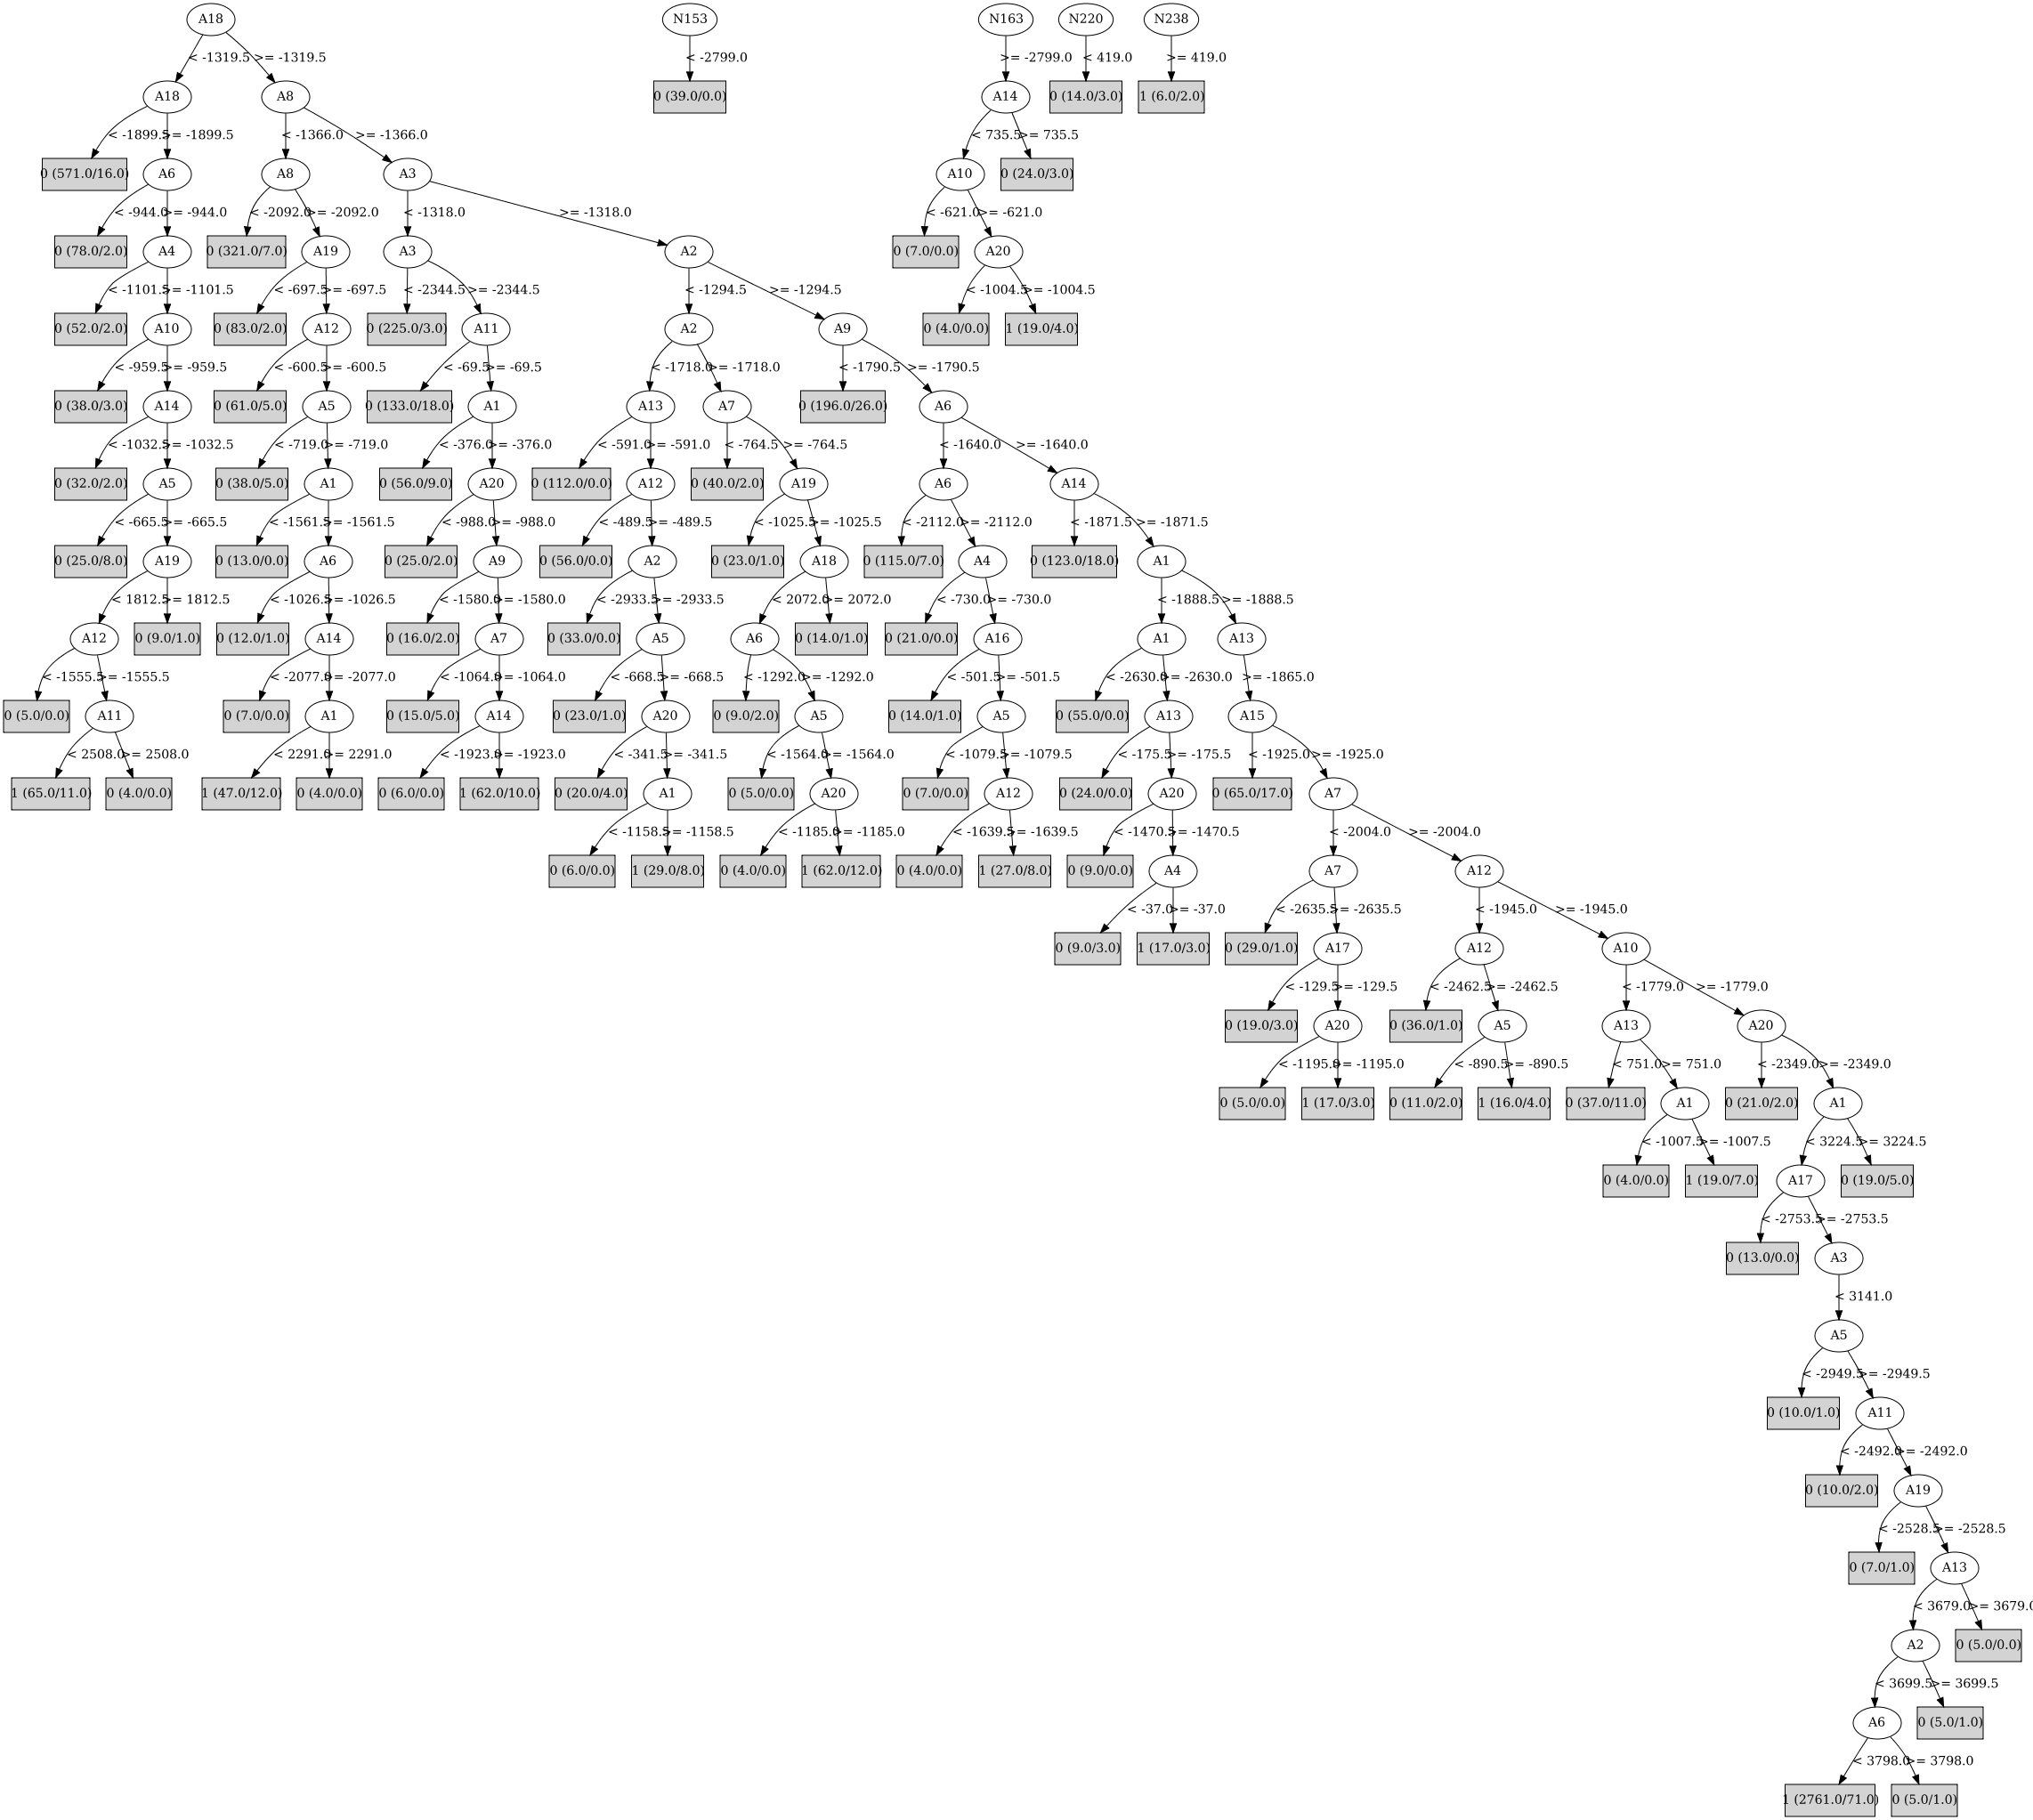 A18 N153 N163 N220 N238
< -1319.5 >= -1319.5 < -2799.0 >= -2799.0 < 419.0 >= 419.0
A18 A8 0 (39.0/0.0) A14 0 (14.0/3.0) 1 (6.0/2.0)
< -1899.5 >= -1899.5 < -1366.0 >= -1366.0 < 735.5 >= 735.5
0 (571.0/16.0) A6 A8 A3 A10 0 (24.0/3.0)
< -944.0 >= -944.0 < -2092.0 >= -2092.0 < -1318.0 >= -1318.0 < -621.0 >= -621.0
0 (78.0/2.0) A4 0 (321.0/7.0) A19 A3 A2 0 (7.0/0.0) A20
< -1101.5 >= -1101.5 < -697.5 >= -697.5 < -2344.5 >= -2344.5 < -1294.5 >= -1294.5 < -1004.5 >= -1004.5
0 (52.0/2.0) A10 0 (83.0/2.0) A12 0 (225.0/3.0) A11 A2 A9 0 (4.0/0.0) 1 (19.0/4.0)
< -959.5 >= -959.5 < -600.5 >= -600.5 < -69.5 >= -69.5 < -1718.0 >= -1718.0 < -1790.5 >= -1790.5
0 (38.0/3.0) A14 0 (61.0/5.0) A5 0 (133.0/18.0) A1 A13 A7 0 (196.0/26.0) A6
< -1032.5 >= -1032.5 < -719.0 >= -719.0 < -376.0 >= -376.0 < -591.0 >= -591.0 < -764.5 >= -764.5 < -1640.0 >= -1640.0
0 (32.0/2.0) A5 0 (38.0/5.0) A1 0 (56.0/9.0) A20 0 (112.0/0.0) A12 0 (40.0/2.0) A19 A6 A14
< -665.5 >= -665.5 < -1561.5 >= -1561.5 < -988.0 >= -988.0 < -489.5 >= -489.5 < -1025.5 >= -1025.5 < -2112.0 >= -2112.0 < -1871.5 >= -1871.5
0 (25.0/8.0) A19 0 (13.0/0.0) A6 0 (25.0/2.0) A9 0 (56.0/0.0) A2 0 (23.0/1.0) A18 0 (115.0/7.0) A4 0 (123.0/18.0) A1
< 1812.5 >= 1812.5 < -1026.5 >= -1026.5 < -1580.0 >= -1580.0 < -2933.5 >= -2933.5 < 2072.0 >= 2072.0 < -730.0 >= -730.0 < -1888.5 >= -1888.5
A12 0 (9.0/1.0) 0 (12.0/1.0) A14 0 (16.0/2.0) A7 0 (33.0/0.0) A5 A6 0 (14.0/1.0) 0 (21.0/0.0) A16 A1 A13
< -1555.5 >= -1555.5 < -2077.0 >= -2077.0 < -1064.0 >= -1064.0 < -668.5 >= -668.5 < -1292.0 >= -1292.0 < -501.5 >= -501.5 < -2630.0 >= -2630.0 >= -1865.0
0 (5.0/0.0) A11 0 (7.0/0.0) A1 0 (15.0/5.0) A14 0 (23.0/1.0) A20 0 (9.0/2.0) A5 0 (14.0/1.0) A5 0 (55.0/0.0) A13 A15
< 2508.0 >= 2508.0 < 2291.0 >= 2291.0 < -1923.0 >= -1923.0 < -341.5 >= -341.5 < -1564.0 >= -1564.0 < -1079.5 >= -1079.5 < -175.5 >= -175.5 < -1925.0 >= -1925.0
1 (65.0/11.0) 0 (4.0/0.0) 1 (47.0/12.0) 0 (4.0/0.0) 0 (6.0/0.0) 1 (62.0/10.0) 0 (20.0/4.0) A1 0 (5.0/0.0) A20 0 (7.0/0.0) A12 0 (24.0/0.0) A20 0 (65.0/17.0) A7
< -1158.5 >= -1158.5 < -1185.0 >= -1185.0 < -1639.5 >= -1639.5 < -1470.5 >= -1470.5 < -2004.0 >= -2004.0
0 (6.0/0.0) 1 (29.0/8.0) 0 (4.0/0.0) 1 (62.0/12.0) 0 (4.0/0.0) 1 (27.0/8.0) 0 (9.0/0.0) A4 A7 A12
< -37.0 >= -37.0 < -2635.5 >= -2635.5 < -1945.0 >= -1945.0
0 (9.0/3.0) 1 (17.0/3.0) 0 (29.0/1.0) A17 A12 A10
< -129.5 >= -129.5 < -2462.5 >= -2462.5 < -1779.0 >= -1779.0
0 (19.0/3.0) A20 0 (36.0/1.0) A5 A13 A20
< -1195.0 >= -1195.0 < -890.5 >= -890.5 < 751.0 >= 751.0 < -2349.0 >= -2349.0
0 (5.0/0.0) 1 (17.0/3.0) 0 (11.0/2.0) 1 (16.0/4.0) 0 (37.0/11.0) A1 0 (21.0/2.0) A1
< -1007.5 >= -1007.5 < 3224.5 >= 3224.5
0 (4.0/0.0) 1 (19.0/7.0) A17 0 (19.0/5.0)
< -2753.5 >= -2753.5
0 (13.0/0.0) A3
< 3141.0
A5
< -2949.5 >= -2949.5
0 (10.0/1.0) A11
< -2492.0 >= -2492.0
0 (10.0/2.0) A19
< -2528.5 >= -2528.5
0 (7.0/1.0) A13
< 3679.0 >= 3679.0
A2 0 (5.0/0.0)
< 3699.5 >= 3699.5
A6 0 (5.0/1.0)
< 3798.0 >= 3798.0
1 (2761.0/71.0) 0 (5.0/1.0)